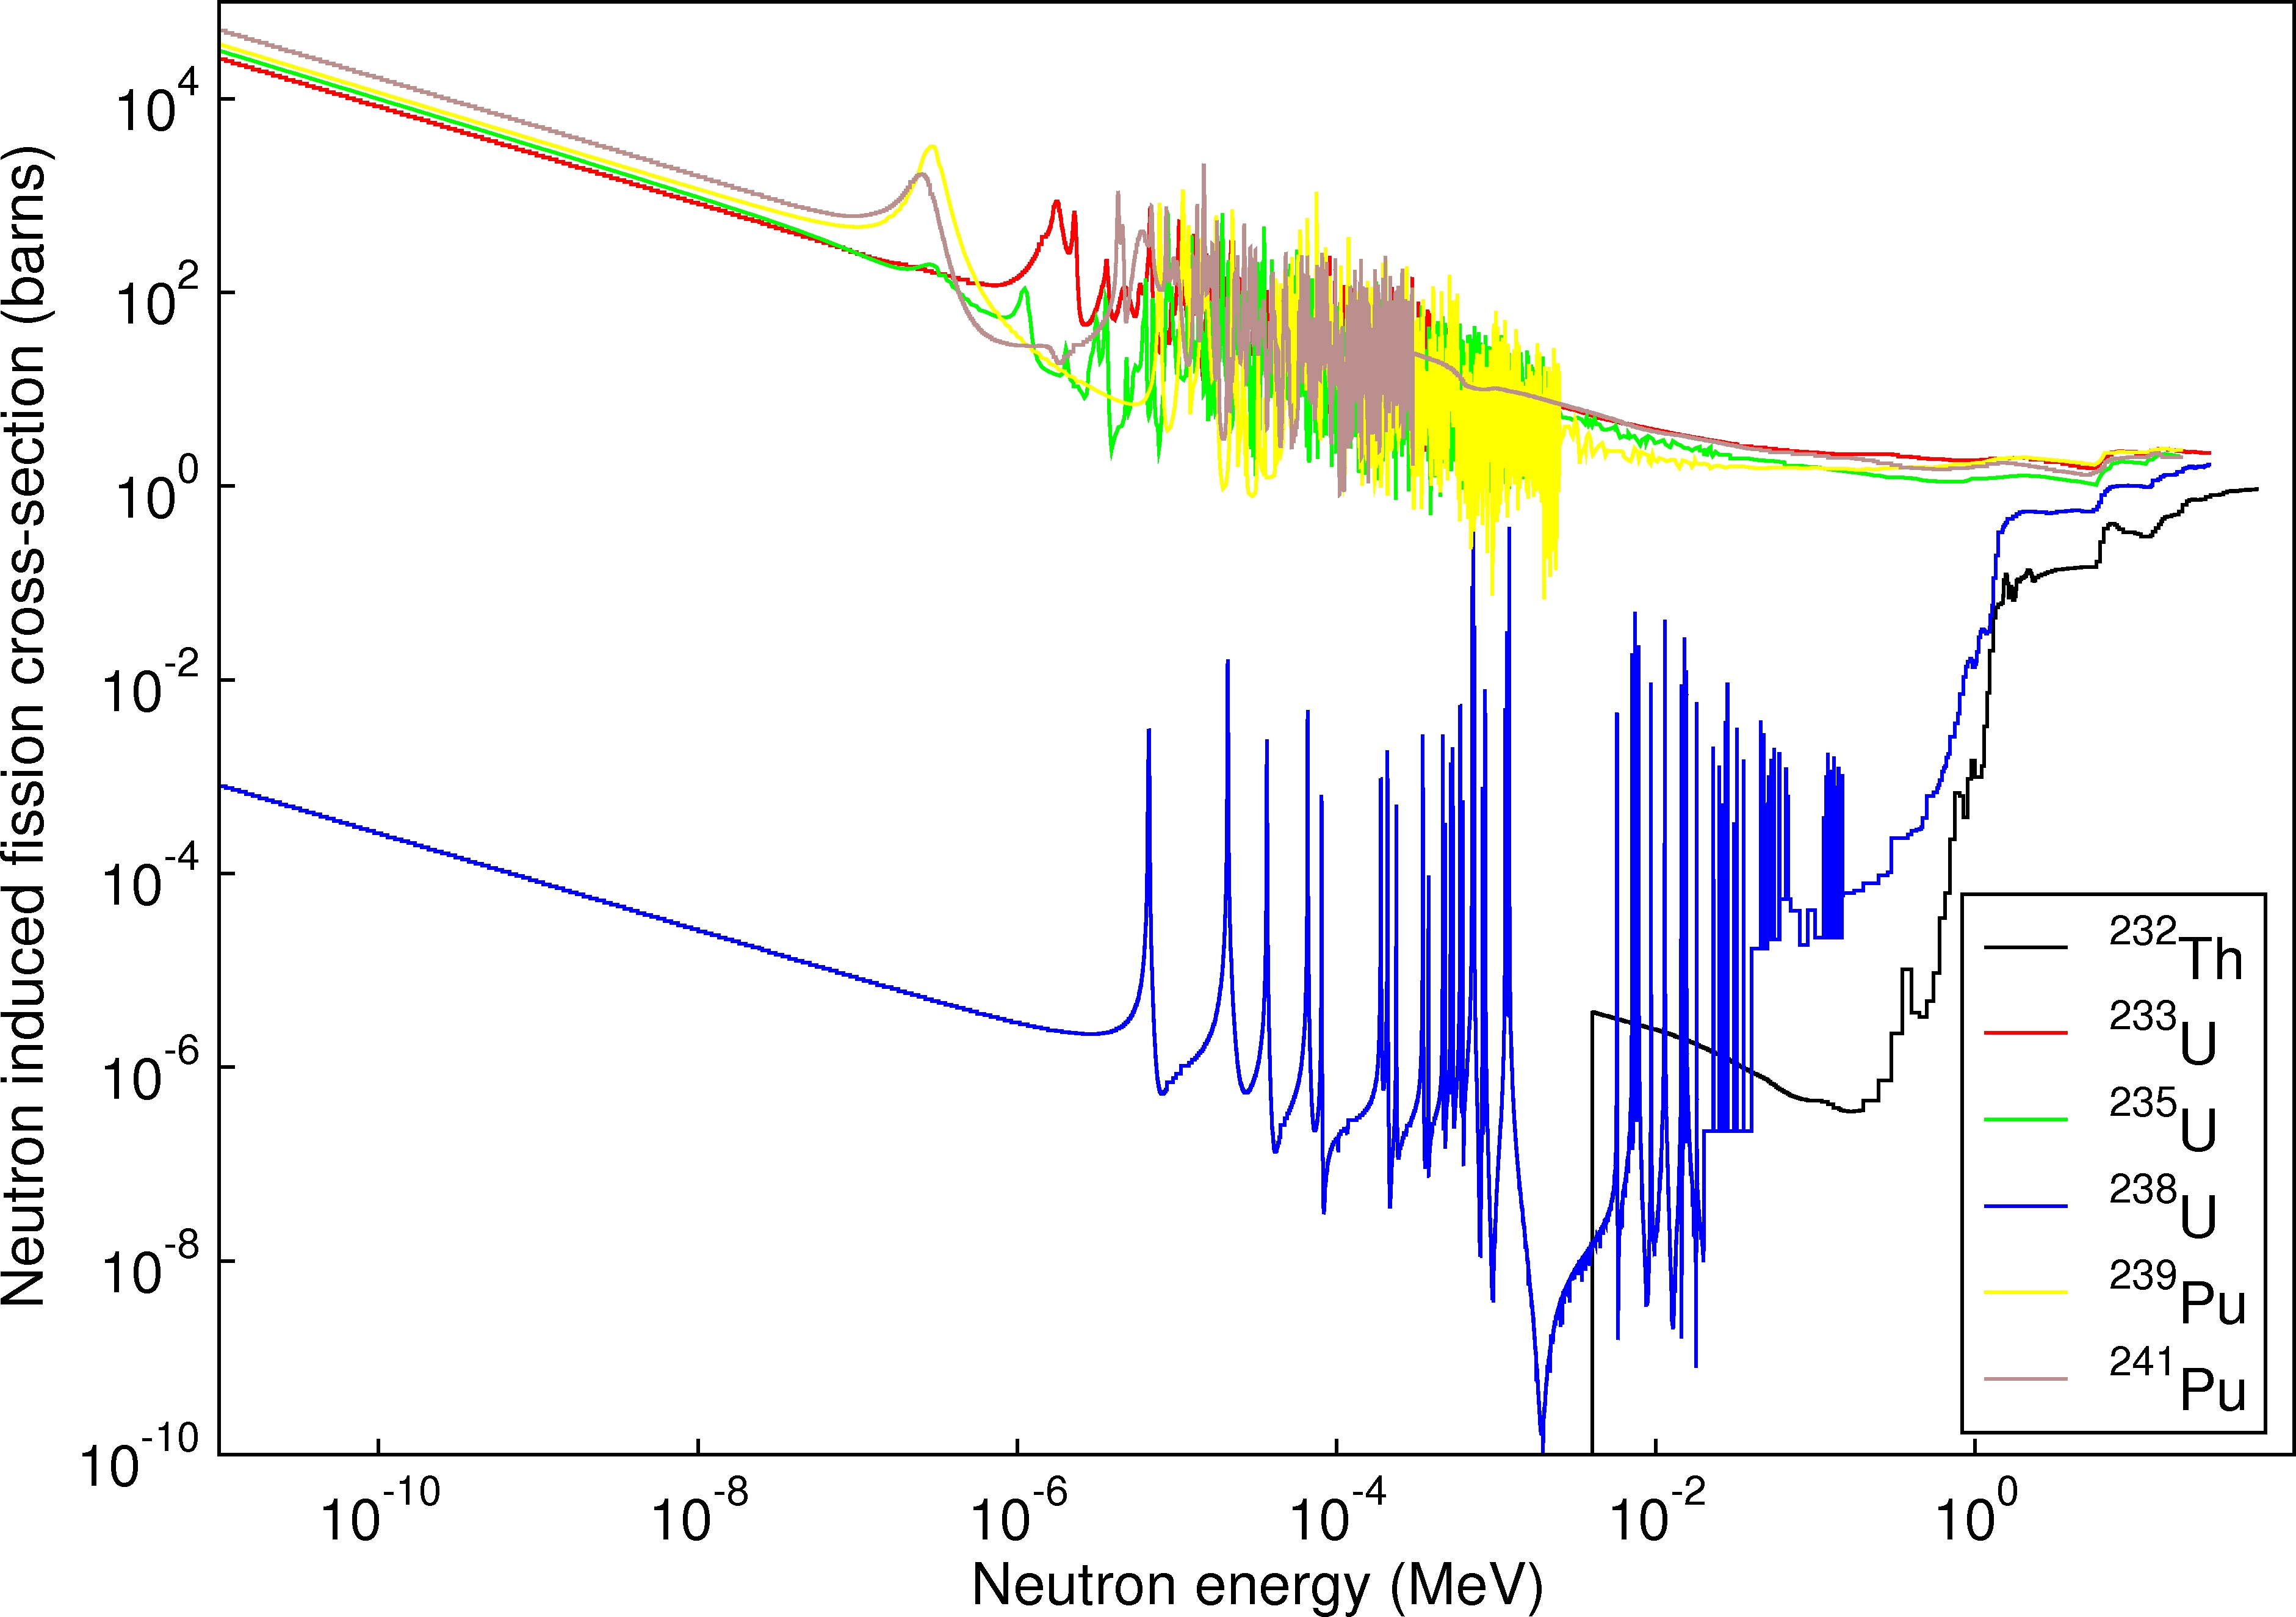 Neutron induced fission cross-section (barns)
10^4
10^2
10^0
10^-2
10^-4
10^-6
10^-8
10^-10
232Th
233U
235U
238U
239Pu
241Pu
10^-10 10^-8 10^-6 10^-4 10^-2 10^0
Neutron energy (MeV)